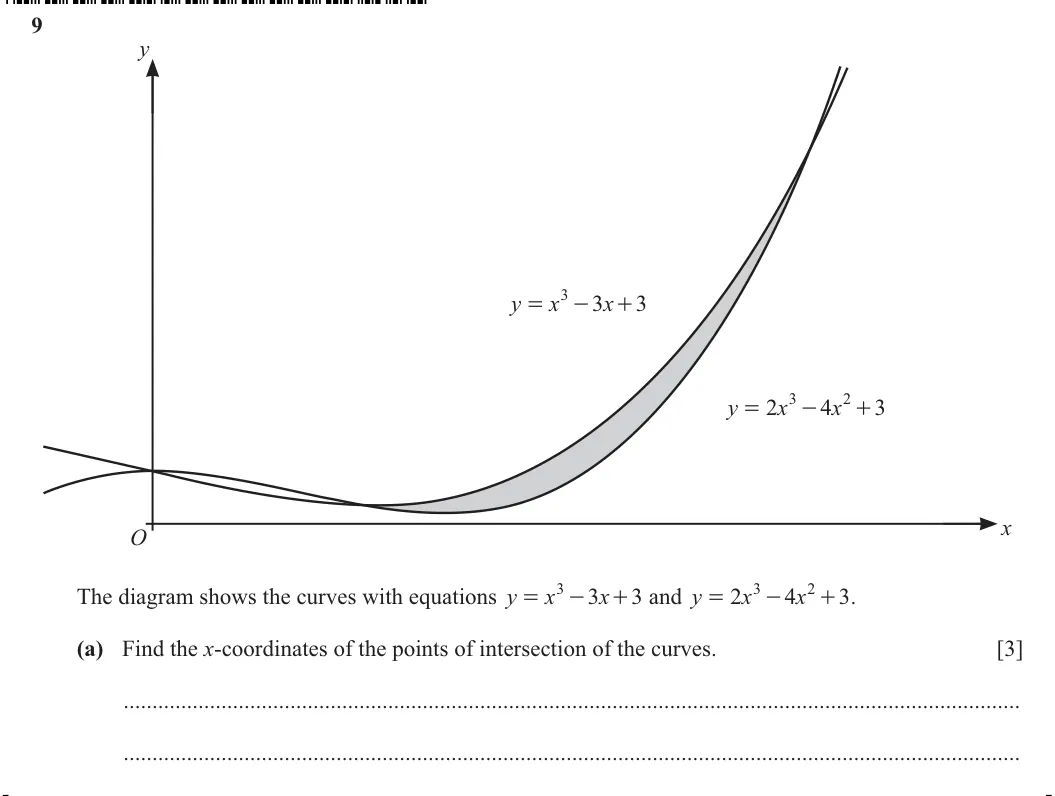 9
y
y = x³ − 3x + 3
y = 2x³ − 4x² + 3
O
x
The diagram shows the curves with equations y = x³ − 3x + 3 and y = 2x³ − 4x² + 3.
(a) Find the x-coordinates of the points of intersection of the curves. [3]